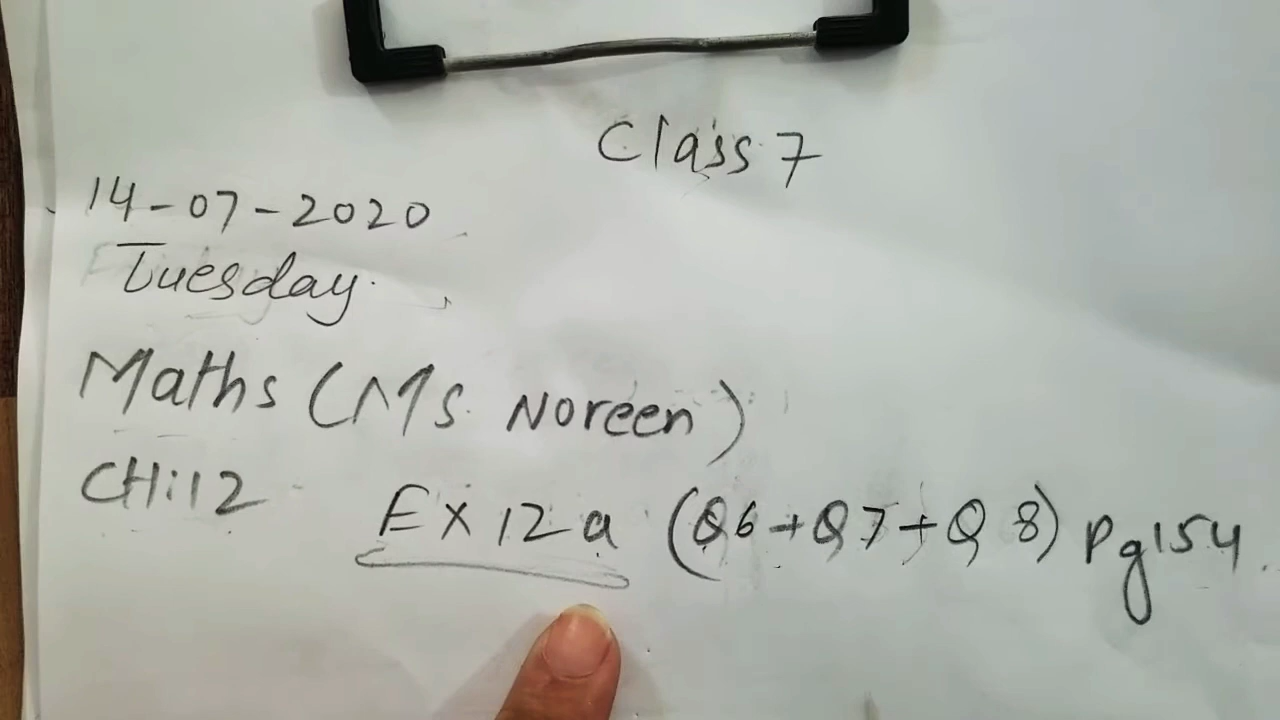 Class 7
14-07-2020
Tuesday.
Maths (Ms. Noreen)
CH:12 Ex 12a (Q6+Q7+Q8) Pg154.